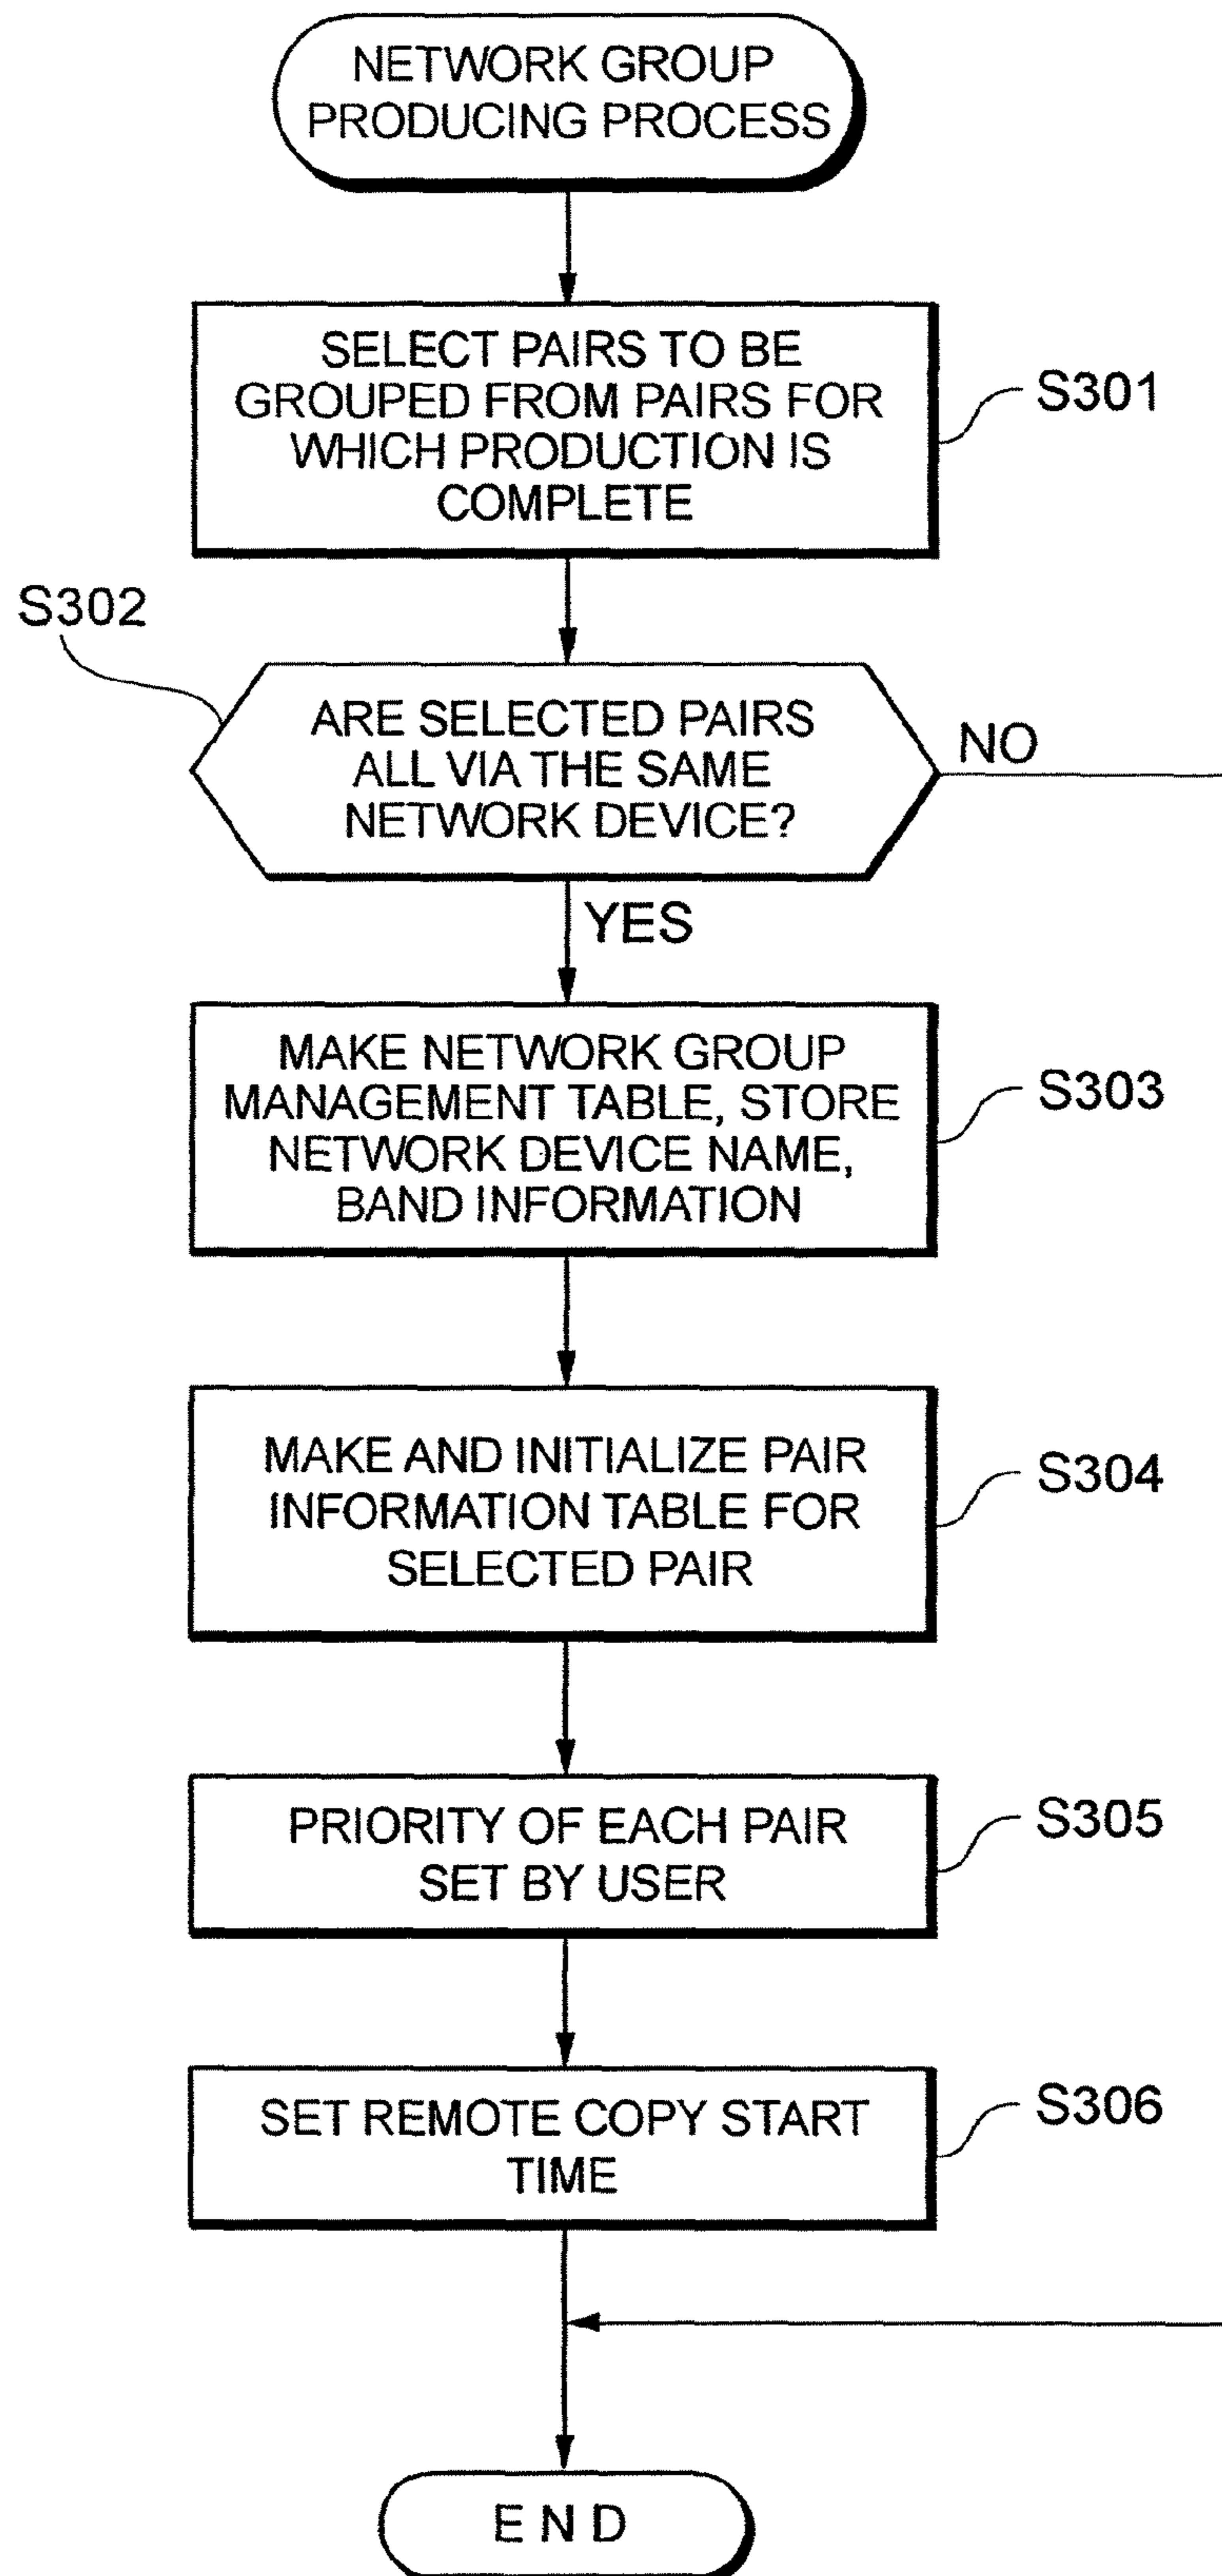 NETWORK GROUP
PRODUCING PROCESS
SELECT PAIRS TO BE
GROUPED FROM PAIRS FOR
WHICH PRODUCTION IS
COMPLETE
S301
S302
ARE SELECTED PAIRS
ALL VIA THE SAME
NETWORK DEVICE?
NO
YES
MAKE NETWORK GROUP
MANAGEMENT TABLE, STORE
NETWORK DEVICE NAME,
BAND INFORMATION
S303
MAKE AND INITIALIZE PAIR
INFORMATION TABLE FOR
SELECTED PAIR
S304
PRIORITY OF EACH PAIR
SET BY USER
S305
SET REMOTE COPY START
TIME
S306
END